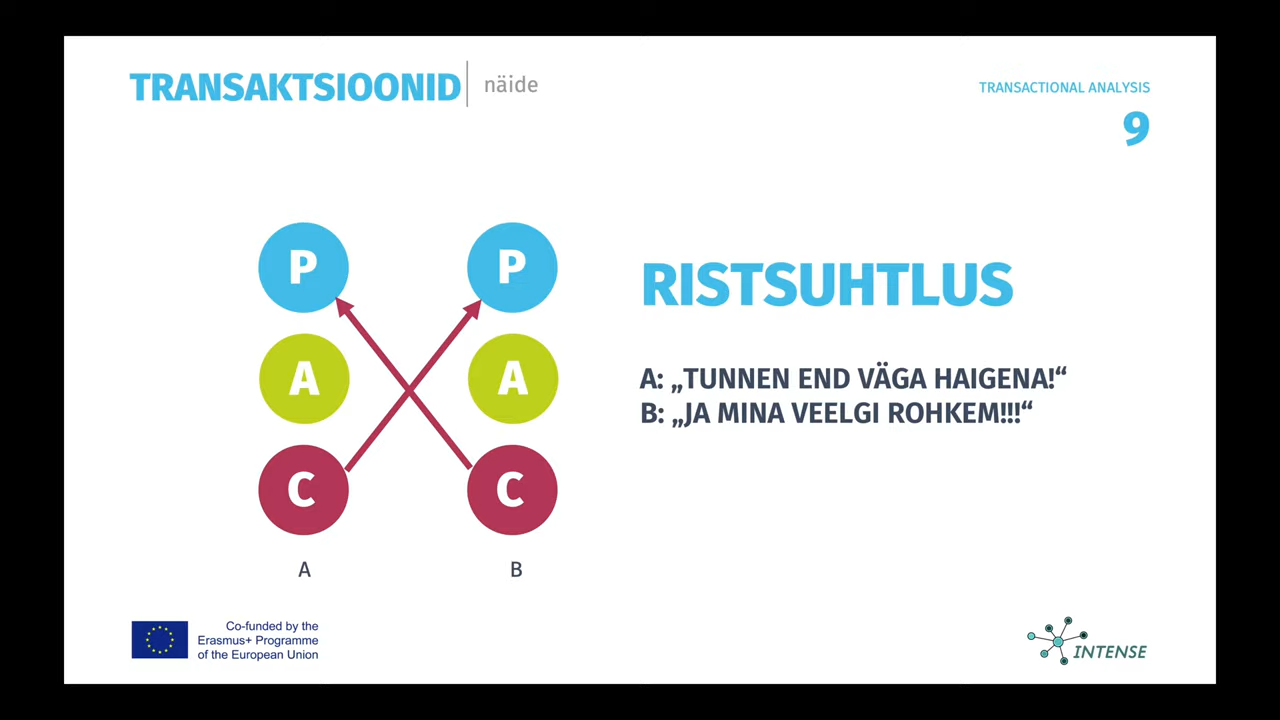 TRANSAKTSIOONID näide
TRANSACTIONAL ANALYSIS
9
P P
A A
C C
A B
RISTSUHTLUS
A: „TUNNEN END VÄGA HAIGENA!“
B: „JA MINA VEELGI ROHKEM!!!“
Co-funded by the
Erasmus+ Programme
of the European Union
INTENSE